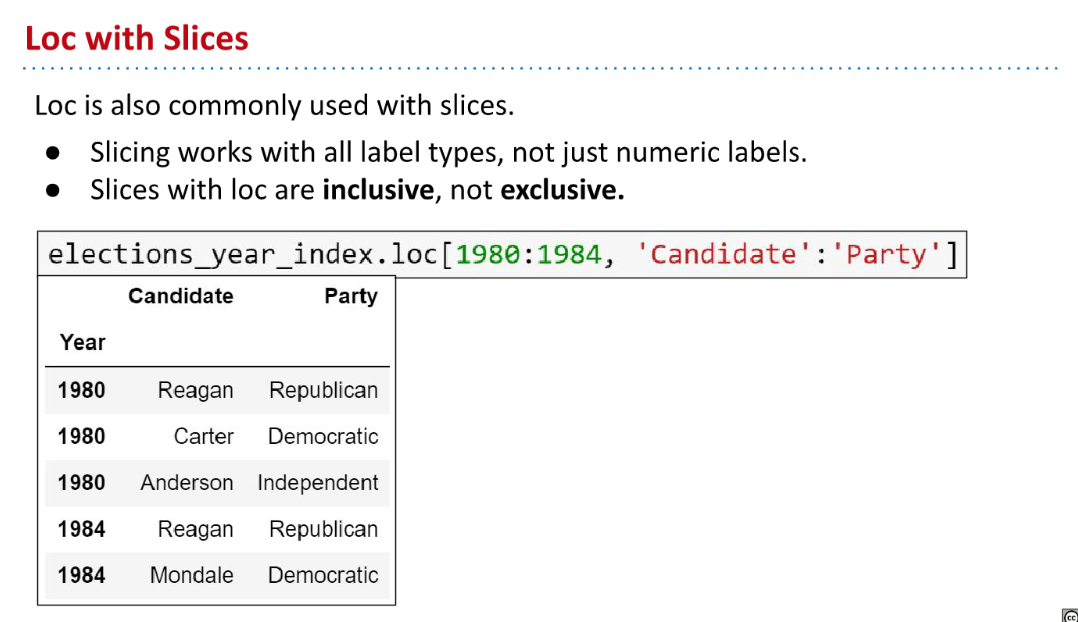 Loc with Slices
Loc is also commonly used with slices.
● Slicing works with all label types, not just numeric labels.
● Slices with loc are inclusive, not exclusive.
elections_year_index.loc[1980:1984, 'Candidate':'Party']
Candidate Party
Year
1980 Reagan Republican
1980 Carter Democratic
1980 Anderson Independent
1984 Reagan Republican
1984 Mondale Democratic
cc